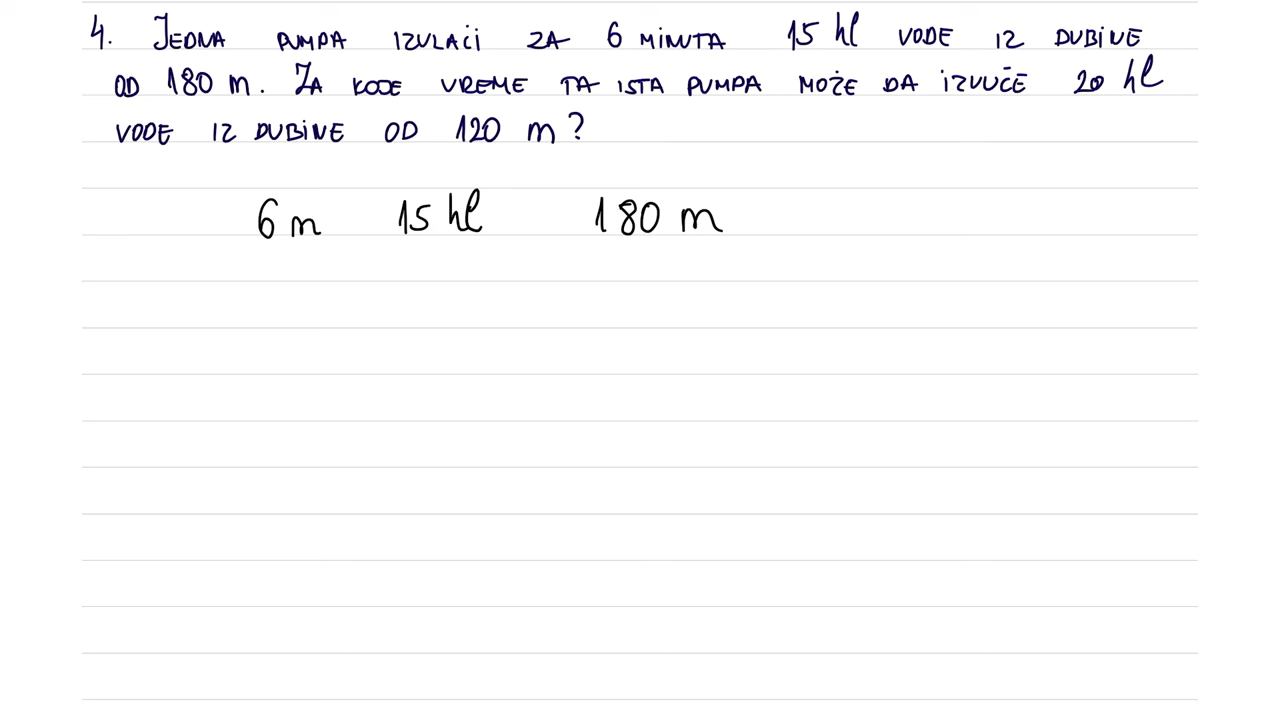 4. JEDNA PUMPA IZVLAČI ZA 6 MINUTA 15 hl VODE IZ DUBINE
OD 180 m. ZA KOJE VREME TA ISTA PUMPA MOŽE DA IZVUČE 20 hl
VODE IZ DUBINE OD 120 m?
6 m 15 hl 180 m